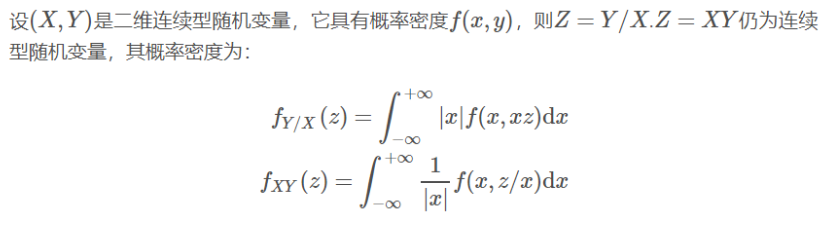 设(X, Y)是二维连续型随机变量，它具有概率密度f(x, y)，则Z = Y/X.Z = XY仍为连续
型随机变量，其概率密度为：
f_{Y/X}(z) = ∫_{-∞}^{+∞} |x|f(x, xz)dx
f_{XY}(z) = ∫_{-∞}^{+∞} \frac{1}{|x|} f(x, z/x)dx